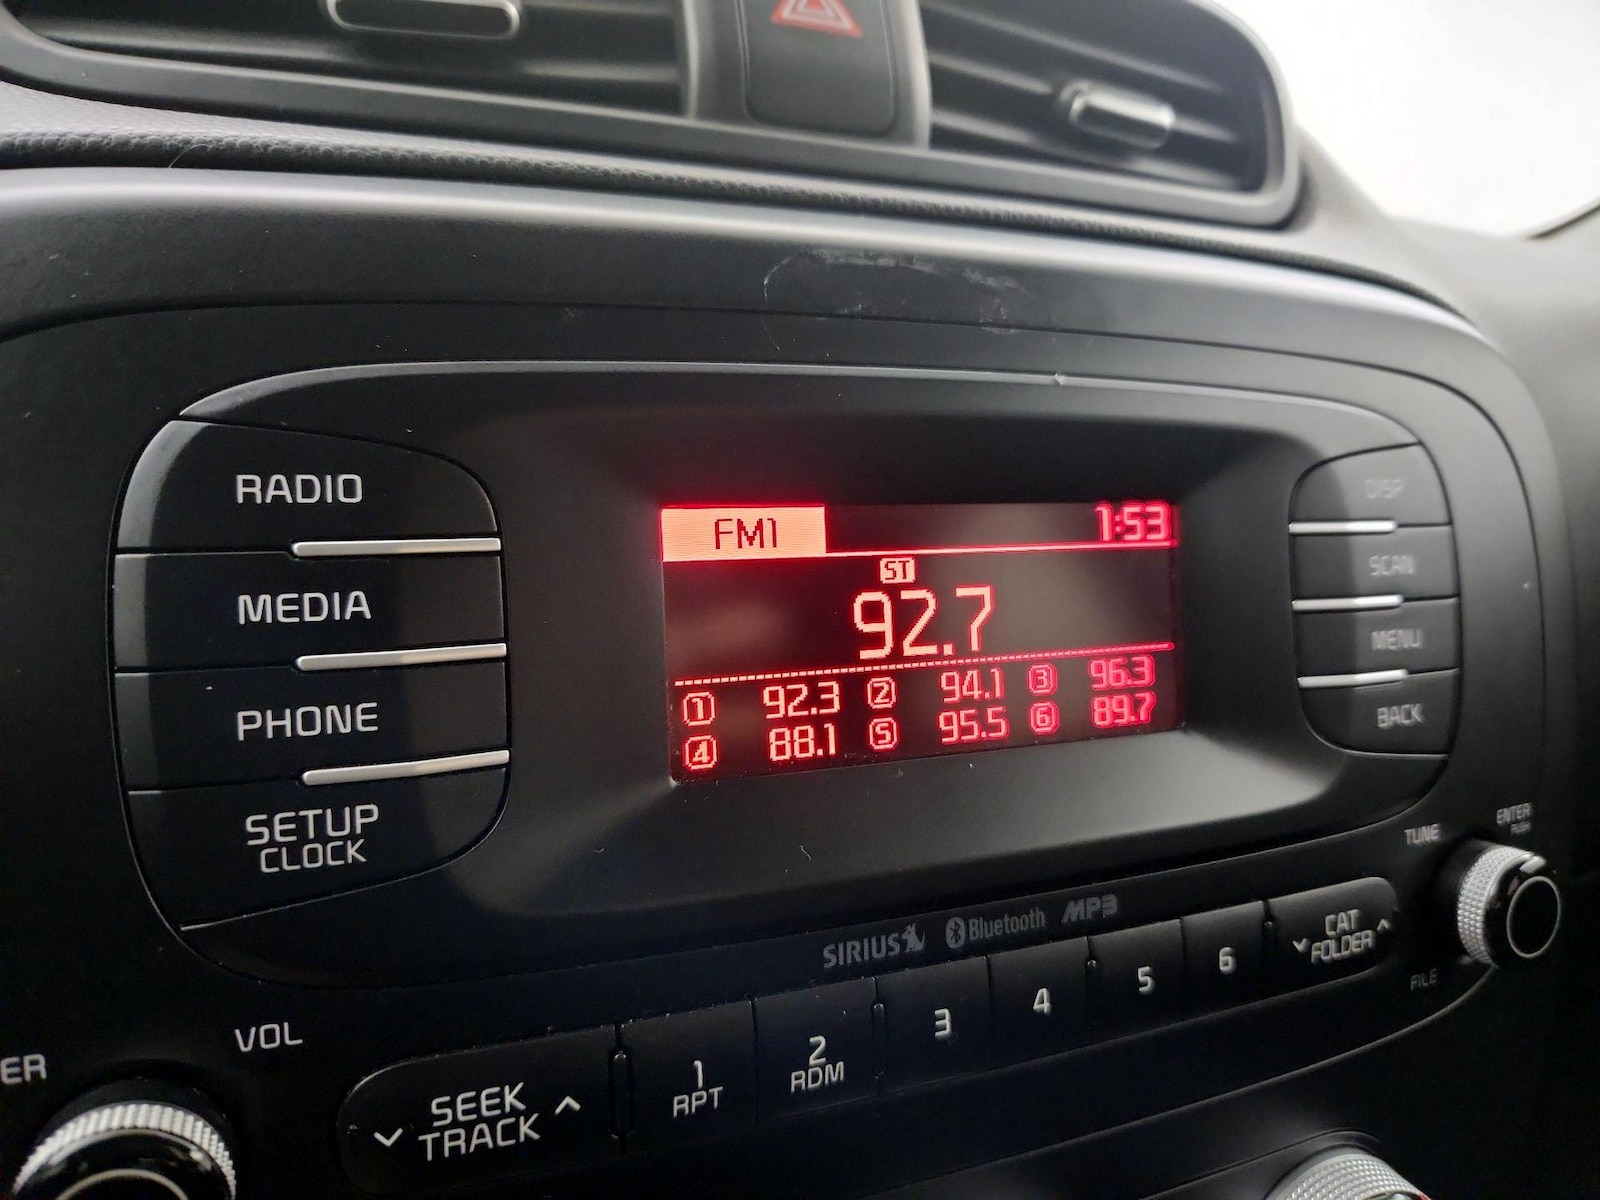 FM1 1:53
ST
92.7
1 92.3 2 94.1 3 96.3
4 88.1 5 95.5 6 89.7
RADIO
MEDIA
PHONE
SETUP
CLOCK
DISP
SCAN
MENU
BACK
TUNE
ENTER
PUSH
FILE
SIRIUS Bluetooth MP3
VOL
ER
SEEK
TRACK
1
RPT
2
RDM
3
4
5
6
CAT
FOLDER